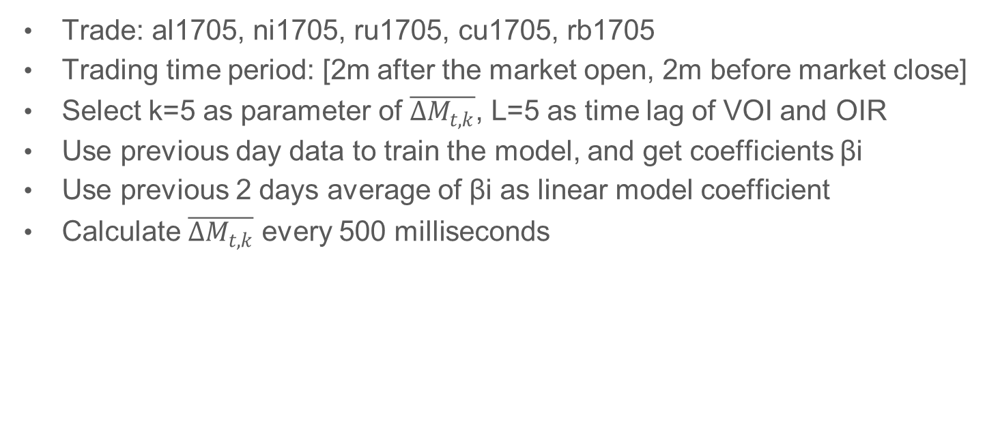 • Trade: al1705, ni1705, ru1705, cu1705, rb1705
• Trading time period: [2m after the market open, 2m before market close]
• Select k=5 as parameter of $\overline{\Delta M_{t,k}}$, L=5 as time lag of VOI and OIR
• Use previous day data to train the model, and get coefficients βi
• Use previous 2 days average of βi as linear model coefficient
• Calculate $\overline{\Delta M_{t,k}}$ every 500 milliseconds